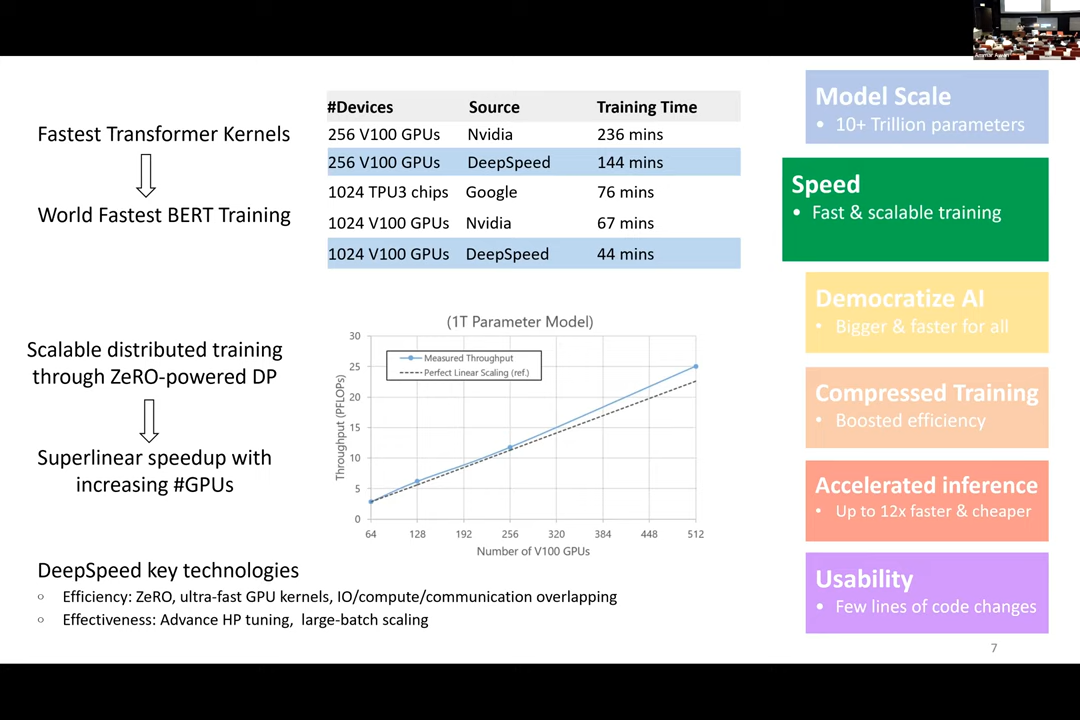 Ammar Awan
Fastest Transformer Kernels
World Fastest BERT Training
#Devices Source Training Time
256 V100 GPUs Nvidia 236 mins
256 V100 GPUs DeepSpeed 144 mins
1024 TPU3 chips Google 76 mins
1024 V100 GPUs Nvidia 67 mins
1024 V100 GPUs DeepSpeed 44 mins
Scalable distributed training
through ZeRO-powered DP
Superlinear speedup with
increasing #GPUs
(1T Parameter Model)
Measured Throughput
Perfect Linear Scaling (ref.)
Throughput (PFLOPs)
30
25
20
15
10
5
0
64 128 192 256 320 384 448 512
Number of V100 GPUs
DeepSpeed key technologies
○ Efficiency: ZeRO, ultra-fast GPU kernels, IO/compute/communication overlapping
○ Effectiveness: Advance HP tuning, large-batch scaling
Model Scale
• 10+ Trillion parameters
Speed
• Fast & scalable training
Democratize AI
• Bigger & faster for all
Compressed Training
• Boosted efficiency
Accelerated inference
• Up to 12x faster & cheaper
Usability
• Few lines of code changes
7